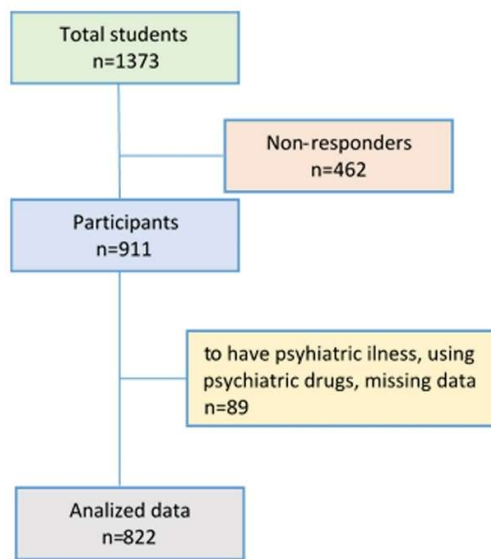 Total students
n=1373
Non-responders
n=462
Participants
n=911
to have psyhiatric ilness, using
psychiatric drugs, missing data
n=89
Analized data
n=822